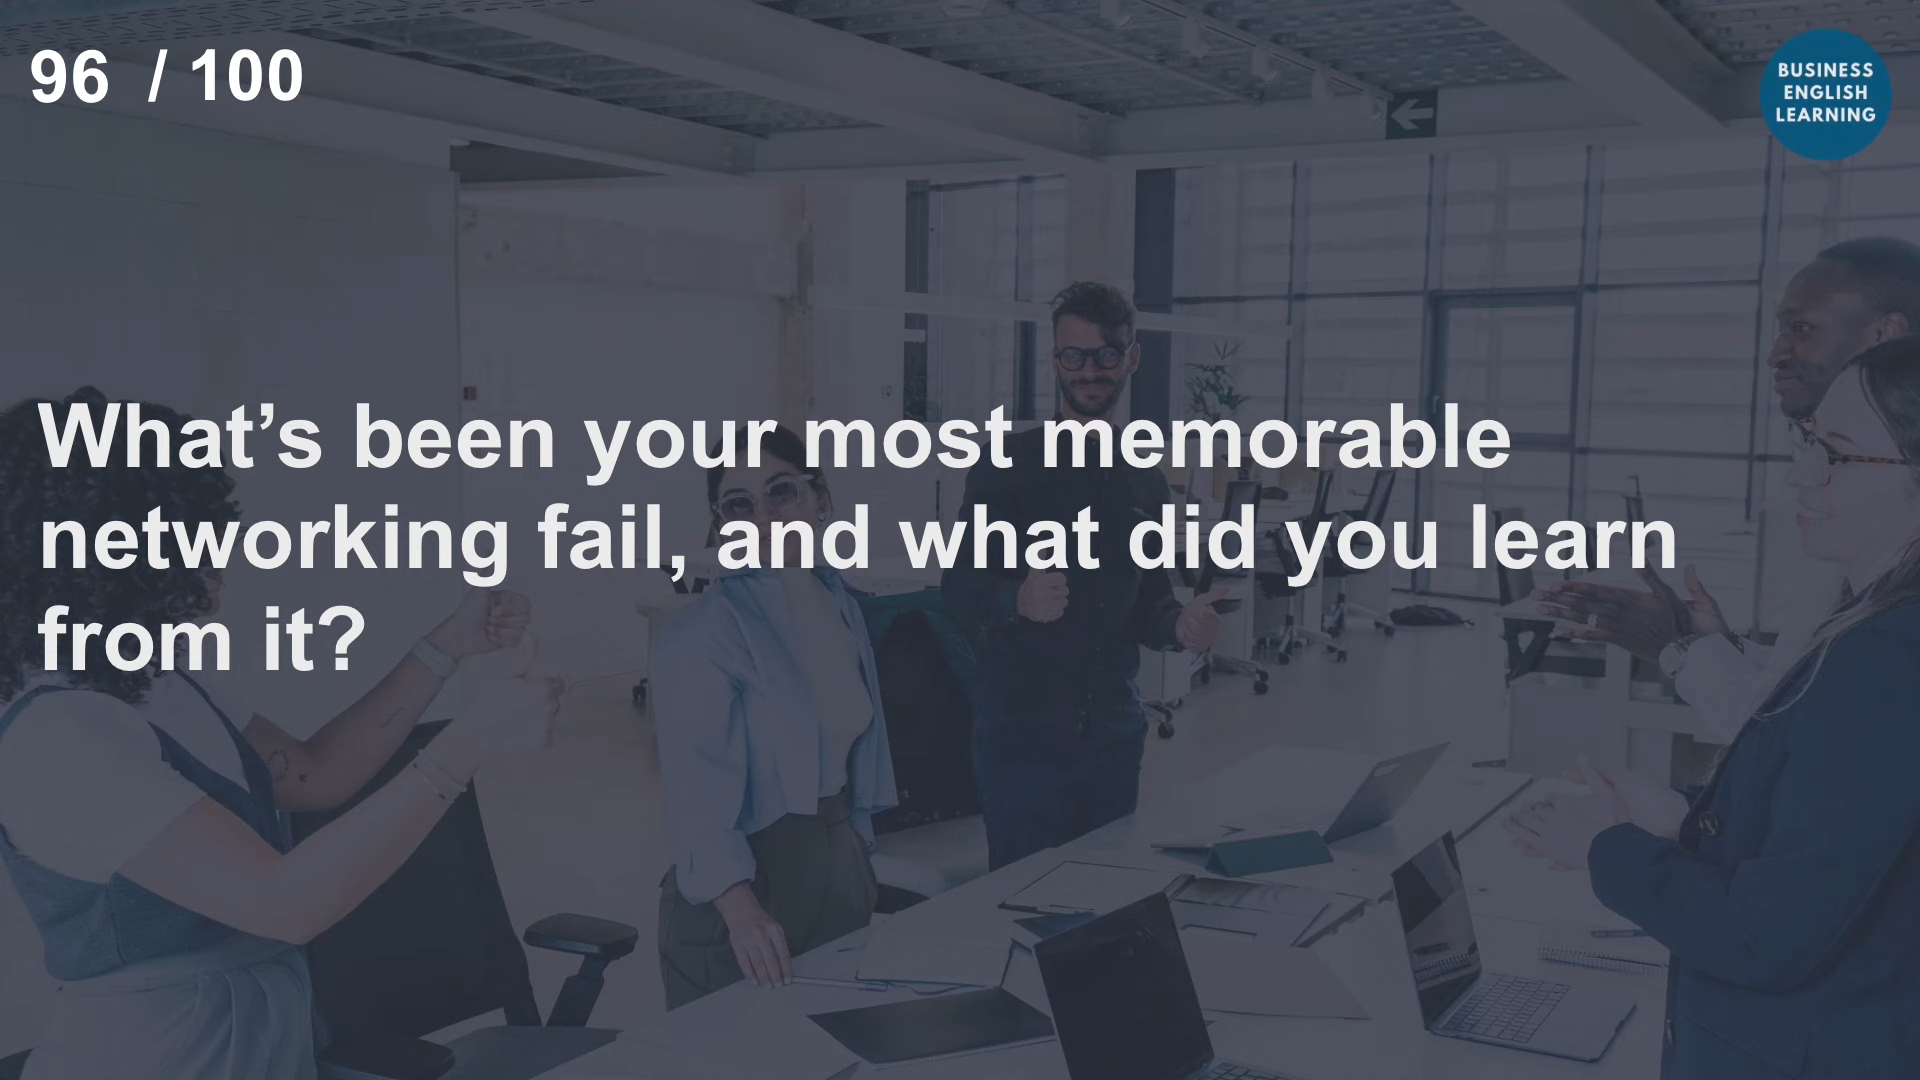 96 / 100
BUSINESS
ENGLISH
LEARNING
What’s been your most memorable
networking fail, and what did you learn
from it?